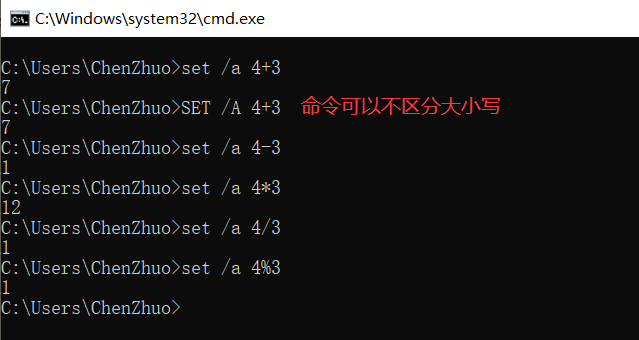 C:\Windows\system32\cmd.exe
C:\Users\ChenZhuo>set /a 4+3
7
C:\Users\ChenZhuo>SET /A 4+3 命令可以不区分大小写
7
C:\Users\ChenZhuo>set /a 4-3
1
C:\Users\ChenZhuo>set /a 4*3
12
C:\Users\ChenZhuo>set /a 4/3
1
C:\Users\ChenZhuo>set /a 4%3
1
C:\Users\ChenZhuo>